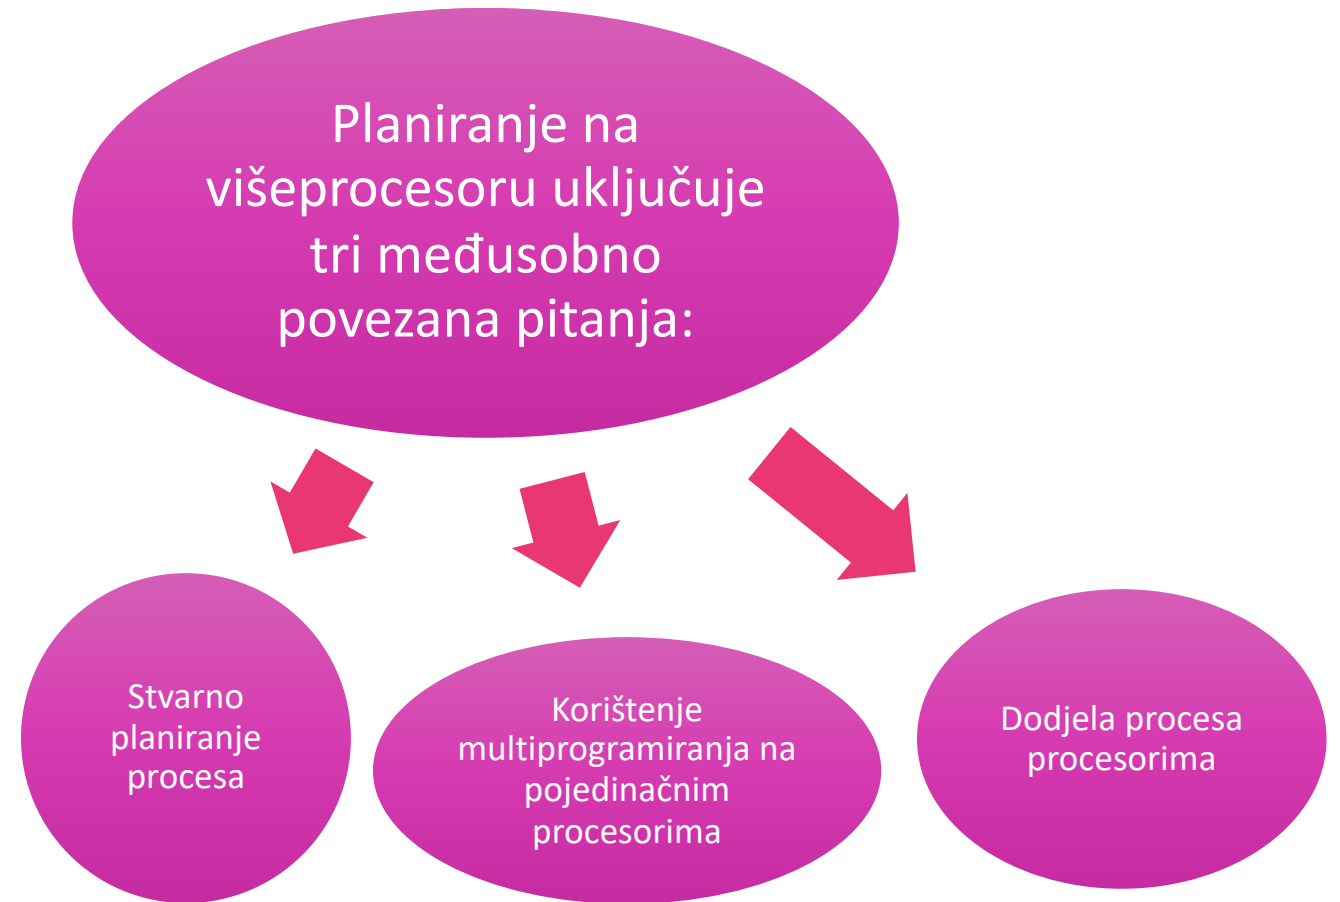 Planiranje na
višeprocesoru uključuje
tri međusobno
povezana pitanja:
Stvarno
planiranje
procesa
Korištenje
multiprogramiranja na
pojedinačnim
procesorima
Dodjela procesa
procesorima